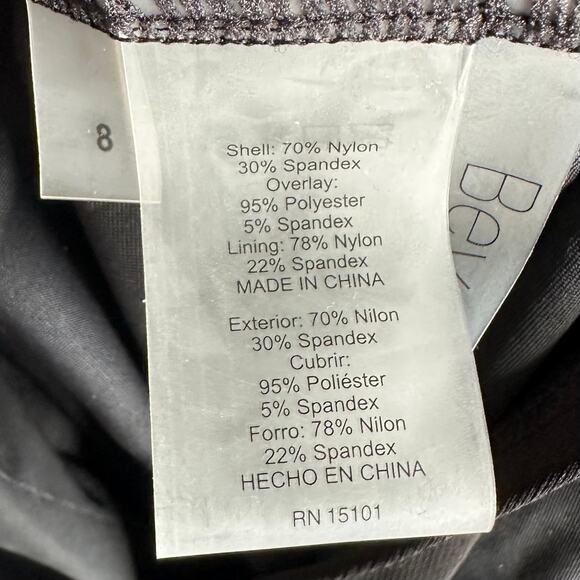 8
Shell: 70% Nylon
30% Spandex
Overlay:
95% Polyester
5% Spandex
Lining: 78% Nylon
22% Spandex
MADE IN CHINA
Exterior: 70% Nilon
30% Spandex
Cubrir:
95% Poliéster
5% Spandex
Forro: 78% Nilon
22% Spandex
HECHO EN CHINA
RN 15101